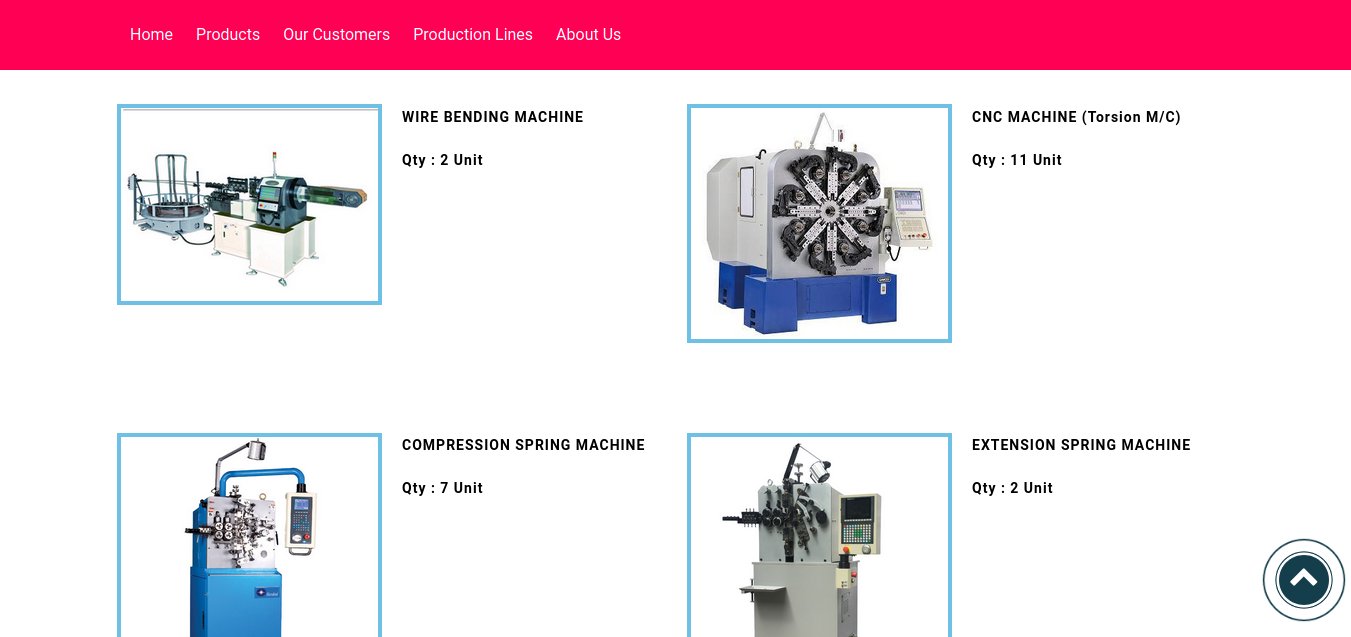 Home Products Our Customers Production Lines About Us
WIRE BENDING MACHINE
Qty : 2 Unit
CNC MACHINE (Torsion M/C)
Qty : 11 Unit
COMPRESSION SPRING MACHINE
Qty : 7 Unit
EXTENSION SPRING MACHINE
Qty : 2 Unit